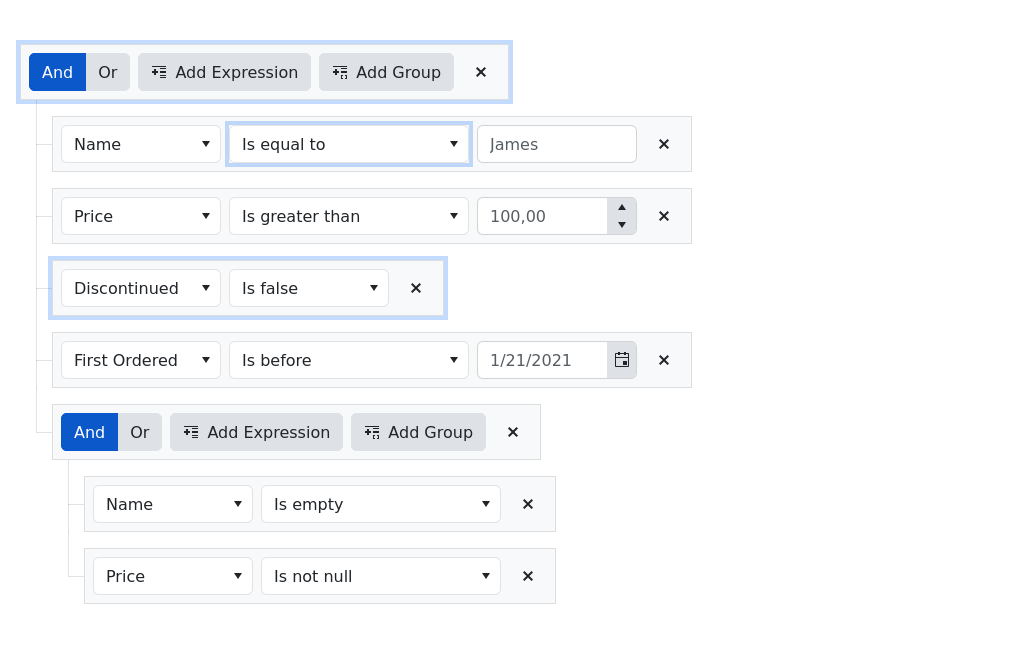 And Or Add Expression Add Group
Name Is equal to James
Price Is greater than 100,00
Discontinued Is false
First Ordered Is before 1/21/2021
And Or Add Expression Add Group
Name Is empty
Price Is not null